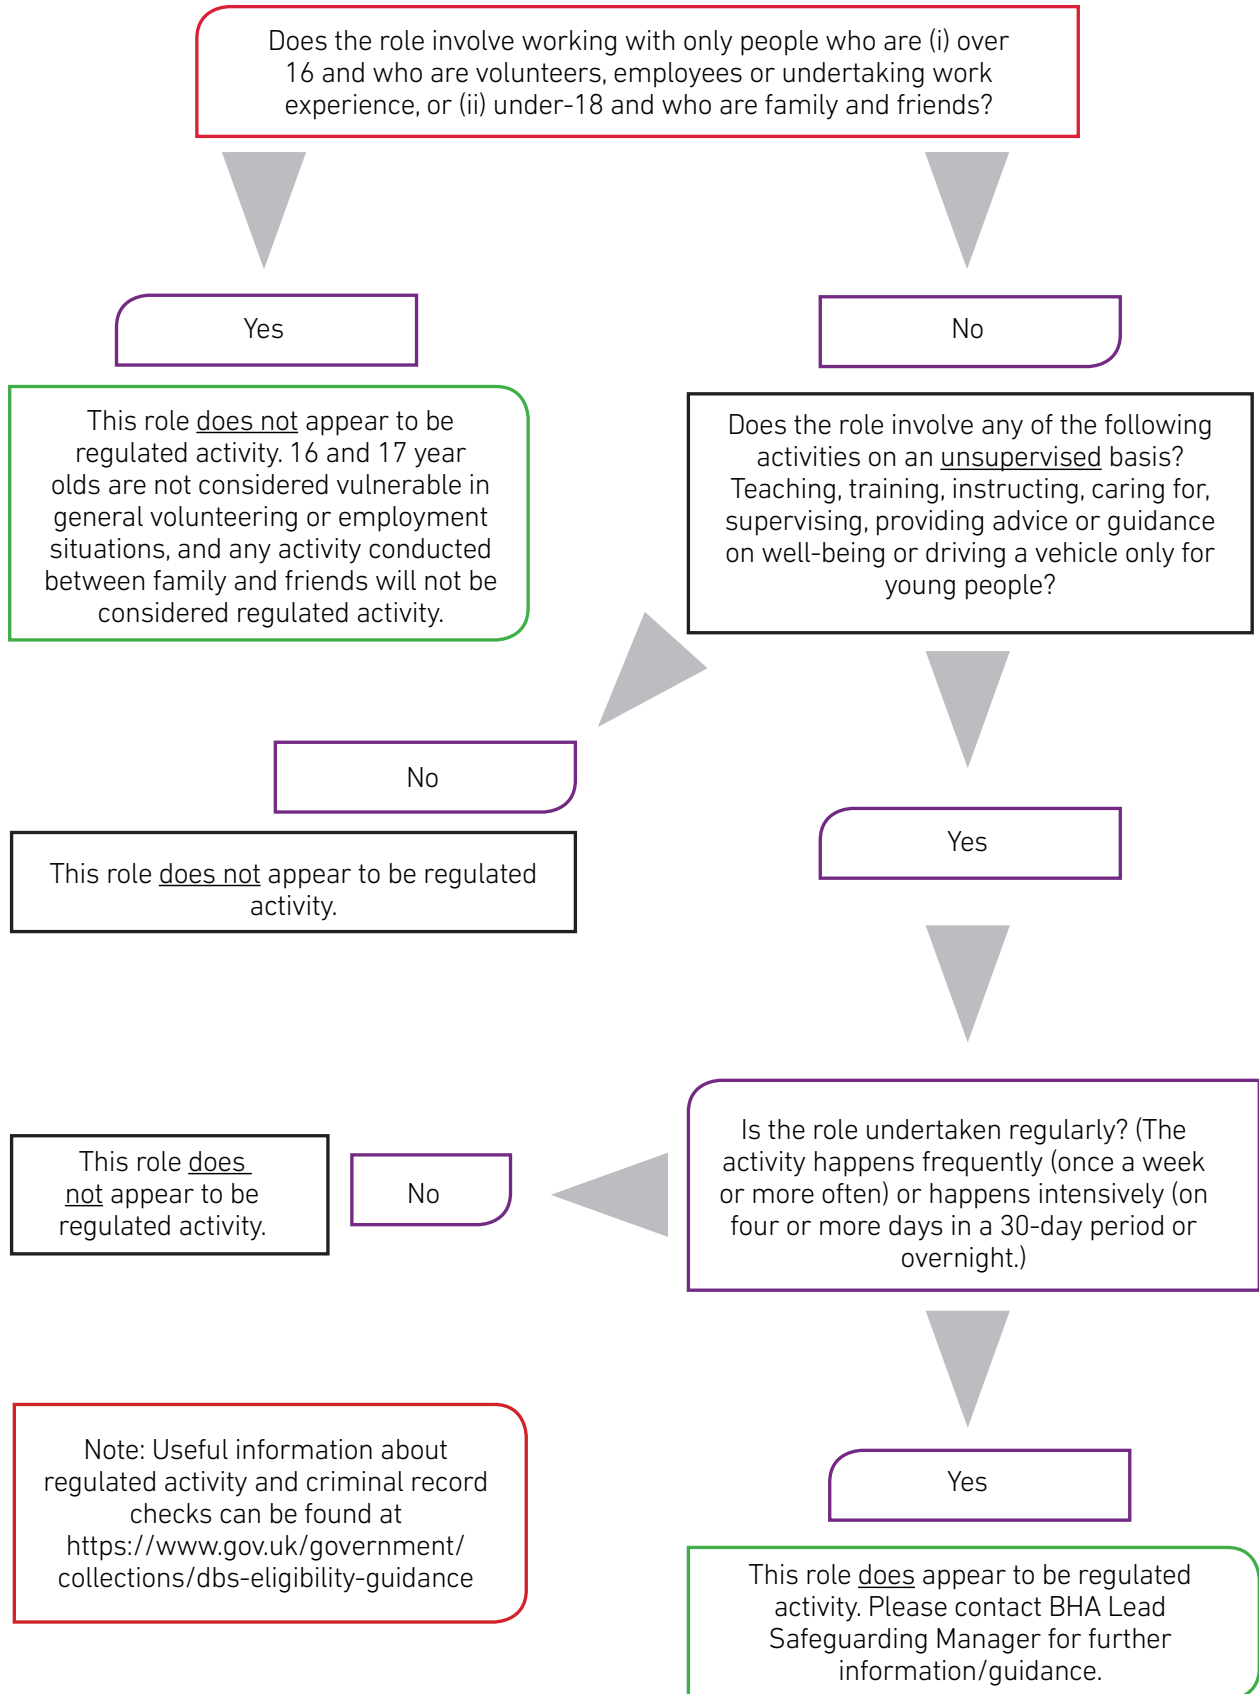 Does the role involve working with only people who are (i) over
16 and who are volunteers, employees or undertaking work
experience, or (ii) under-18 and who are family and friends?
Yes
No
This role does not appear to be
regulated activity. 16 and 17 year
olds are not considered vulnerable in
general volunteering or employment
situations, and any activity conducted
between family and friends will not be
considered regulated activity.
Does the role involve any of the following
activities on an unsupervised basis?
Teaching, training, instructing, caring for,
supervising, providing advice or guidance
on well-being or driving a vehicle only for
young people?
No
This role does not appear to be regulated
activity.
Yes
Is the role undertaken regularly? (The
activity happens frequently (once a week
or more often) or happens intensively (on
four or more days in a 30-day period or
overnight.)
No
This role does
not appear to be
regulated activity.
Note: Useful information about
regulated activity and criminal record
checks can be found at
https://www.gov.uk/government/
collections/dbs-eligibility-guidance
Yes
This role does appear to be regulated
activity. Please contact BHA Lead
Safeguarding Manager for further
information/guidance.